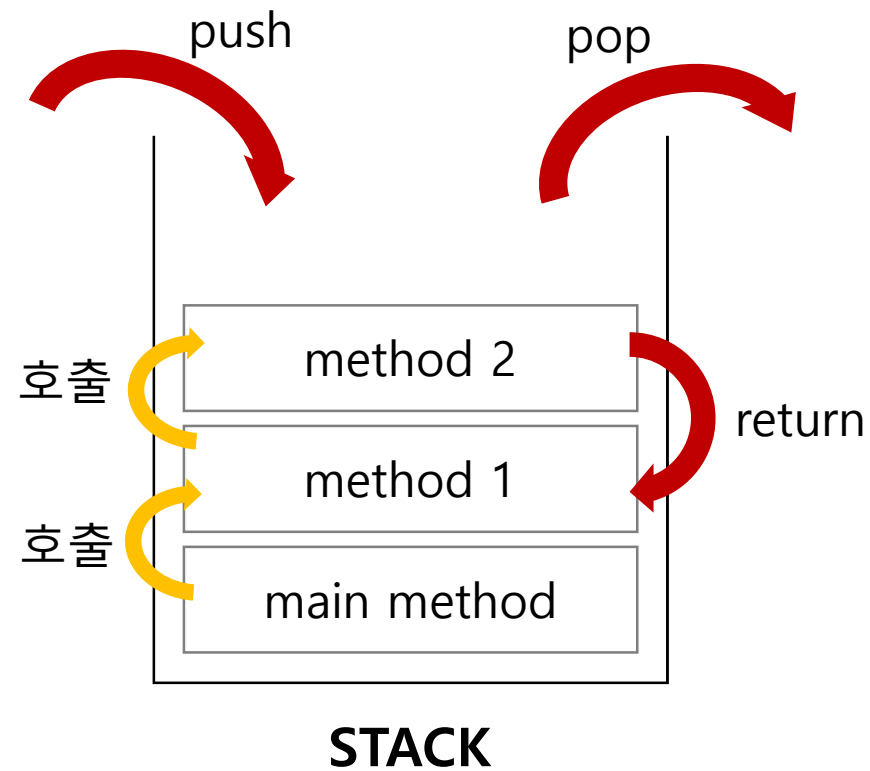 push
pop
method 2
호출
return
method 1
호출
main method
STACK